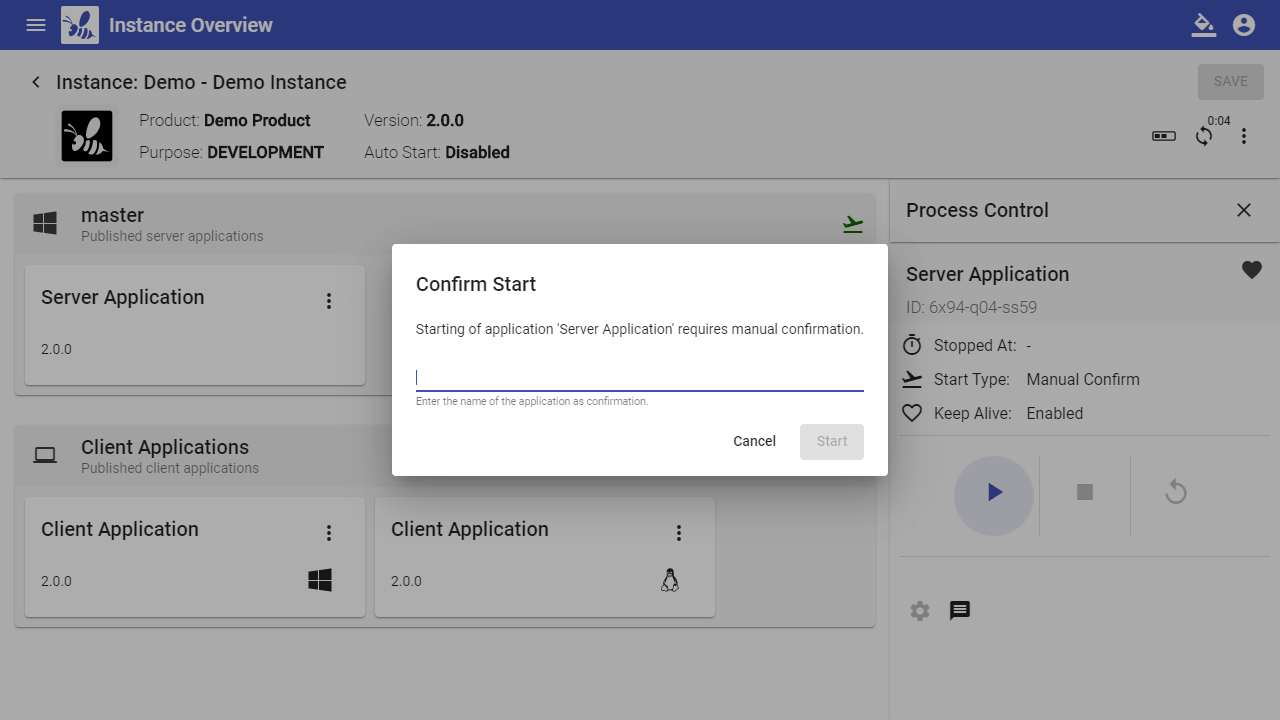 Instance Overview
Instance: Demo - Demo Instance
SAVE
Product: Demo Product
Version: 2.0.0
Purpose: DEVELOPMENT
Auto Start: Disabled
0:04
master
Published server applications
Server Application
2.0.0
Client Applications
Published client applications
Client Application
2.0.0
Client Application
2.0.0
Confirm Start
Starting of application 'Server Application' requires manual confirmation.
Enter the name of the application as confirmation.
Cancel
Start
Process Control
Server Application
ID: 6x94-q04-ss59
Stopped At: -
Start Type: Manual Confirm
Keep Alive: Enabled